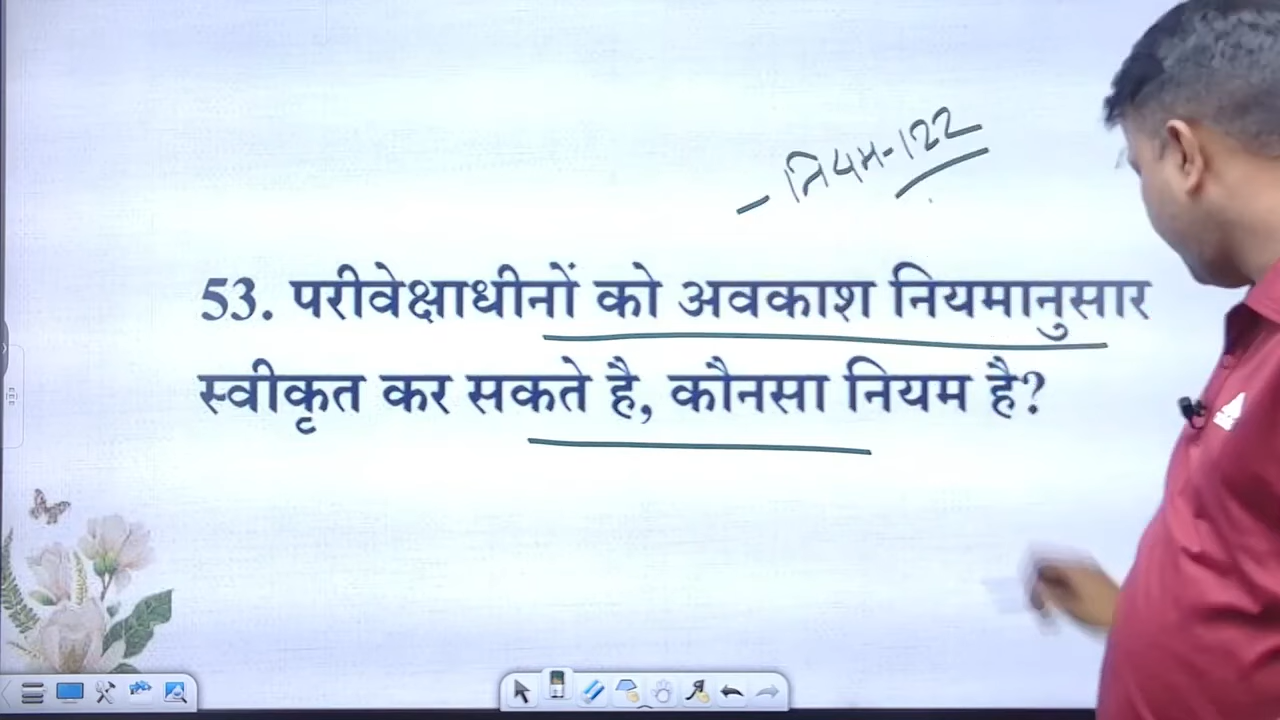 - नियम-122
53. परीवेक्षाधीनों को अवकाश नियमानुसार
स्वीकृत कर सकते है, कौनसा नियम है?